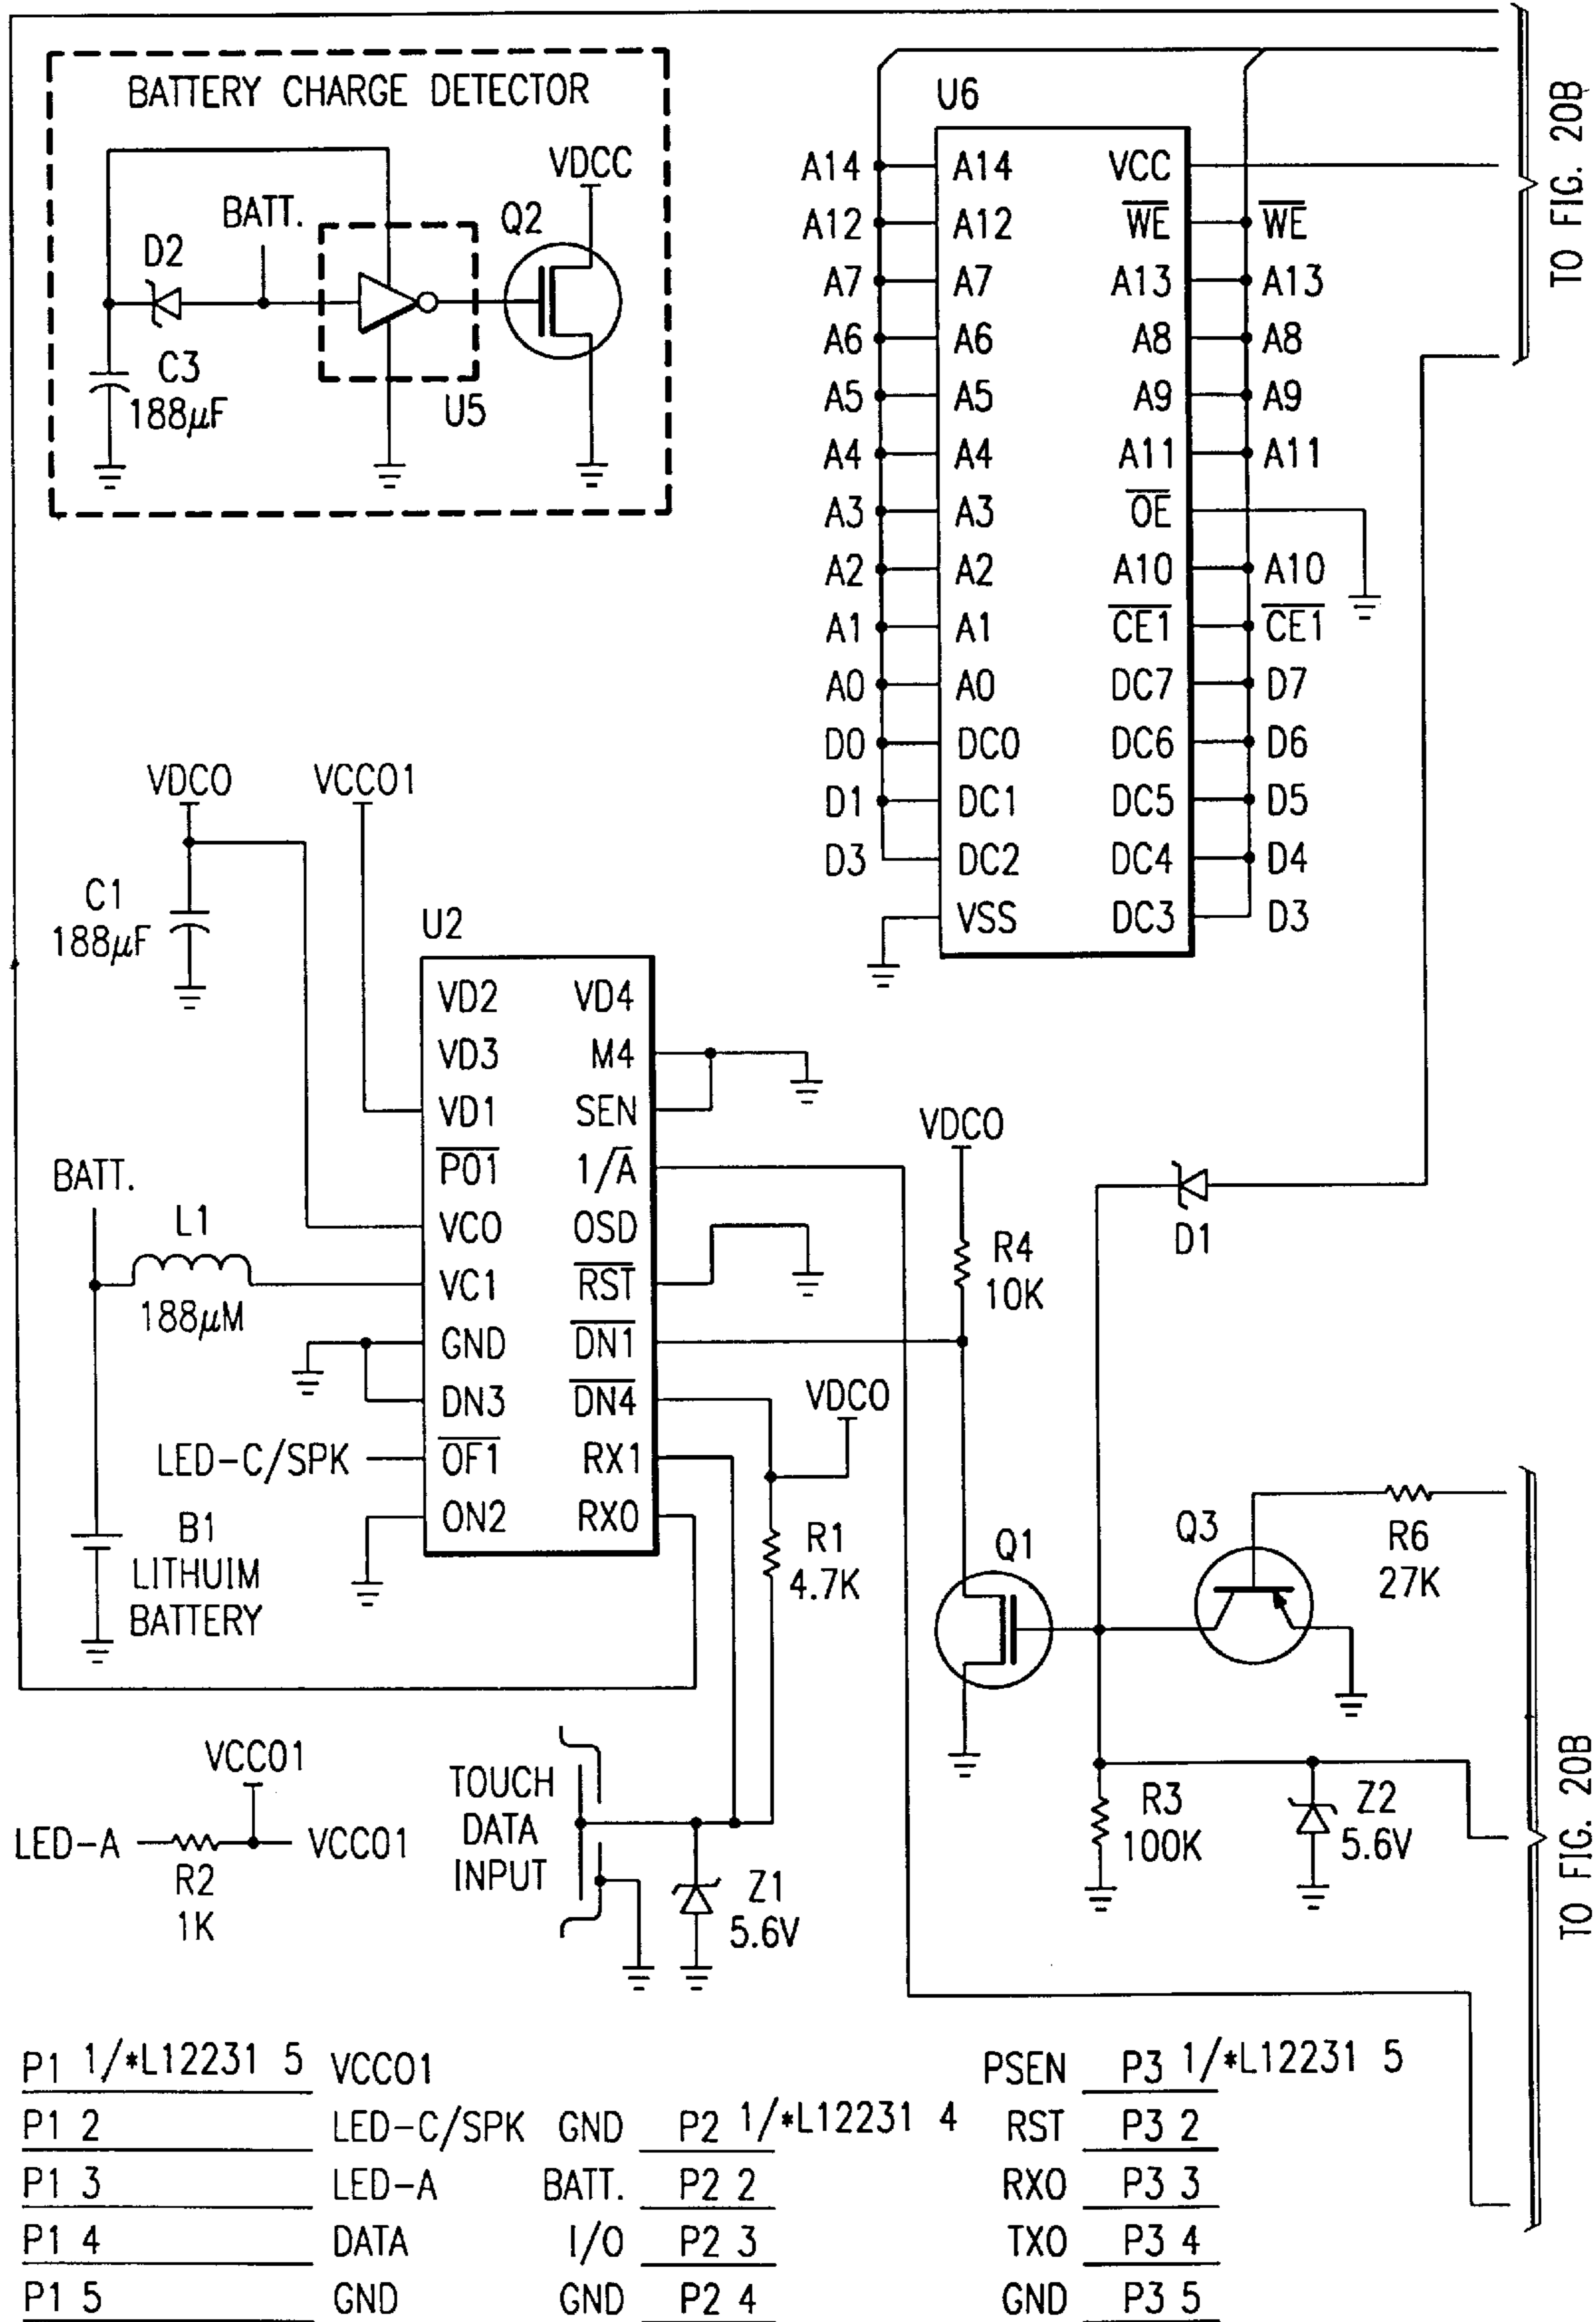 BATTERY CHARGE DETECTOR
VDCC
BATT.
Q2
D2
C3
188μF
U5
U6
A14 A14 VCC
A12 A12 WE WE
A7 A7 A13 A13
A6 A6 A8 A8
A5 A5 A9 A9
A4 A4 A11 A11
A3 A3 OE
A2 A2 A10 A10
A1 A1 CE1 CE1
A0 A0 DC7 D7
D0 DC0 DC6 D6
D1 DC1 DC5 D5
D3 DC2 DC4 D4
VSS DC3 D3
TO FIG. 20B
VDC0
VCC01
C1
188μF
U2
VD2 VD4
VD3 M4
VD1 SEN
PO1 1/A
VC0 OSD
VC1 RST
GND DN1
DN3 DN4
LED-C/SPK OF1 RX1
ON2 RX0
BATT.
L1
188μM
B1
LITHUIM
BATTERY
VDC0
R4
10K
D1
VDC0
R1
4.7K
Q1
Q3
R6
27K
VCC01
LED-A
VCC01
R2
1K
TOUCH
DATA
INPUT
Z1
5.6V
R3
100K
Z2
5.6V
TO FIG. 20B
P1 1/*L12231 5 VCC01
P1 2 LED-C/SPK
P1 3 LED-A
P1 4 DATA
P1 5 GND
GND P2 1/*L12231 4
BATT. P2 2
I/O P2 3
GND P2 4
PSEN P3 1/*L12231 5
RST P3 2
RX0 P3 3
TX0 P3 4
GND P3 5